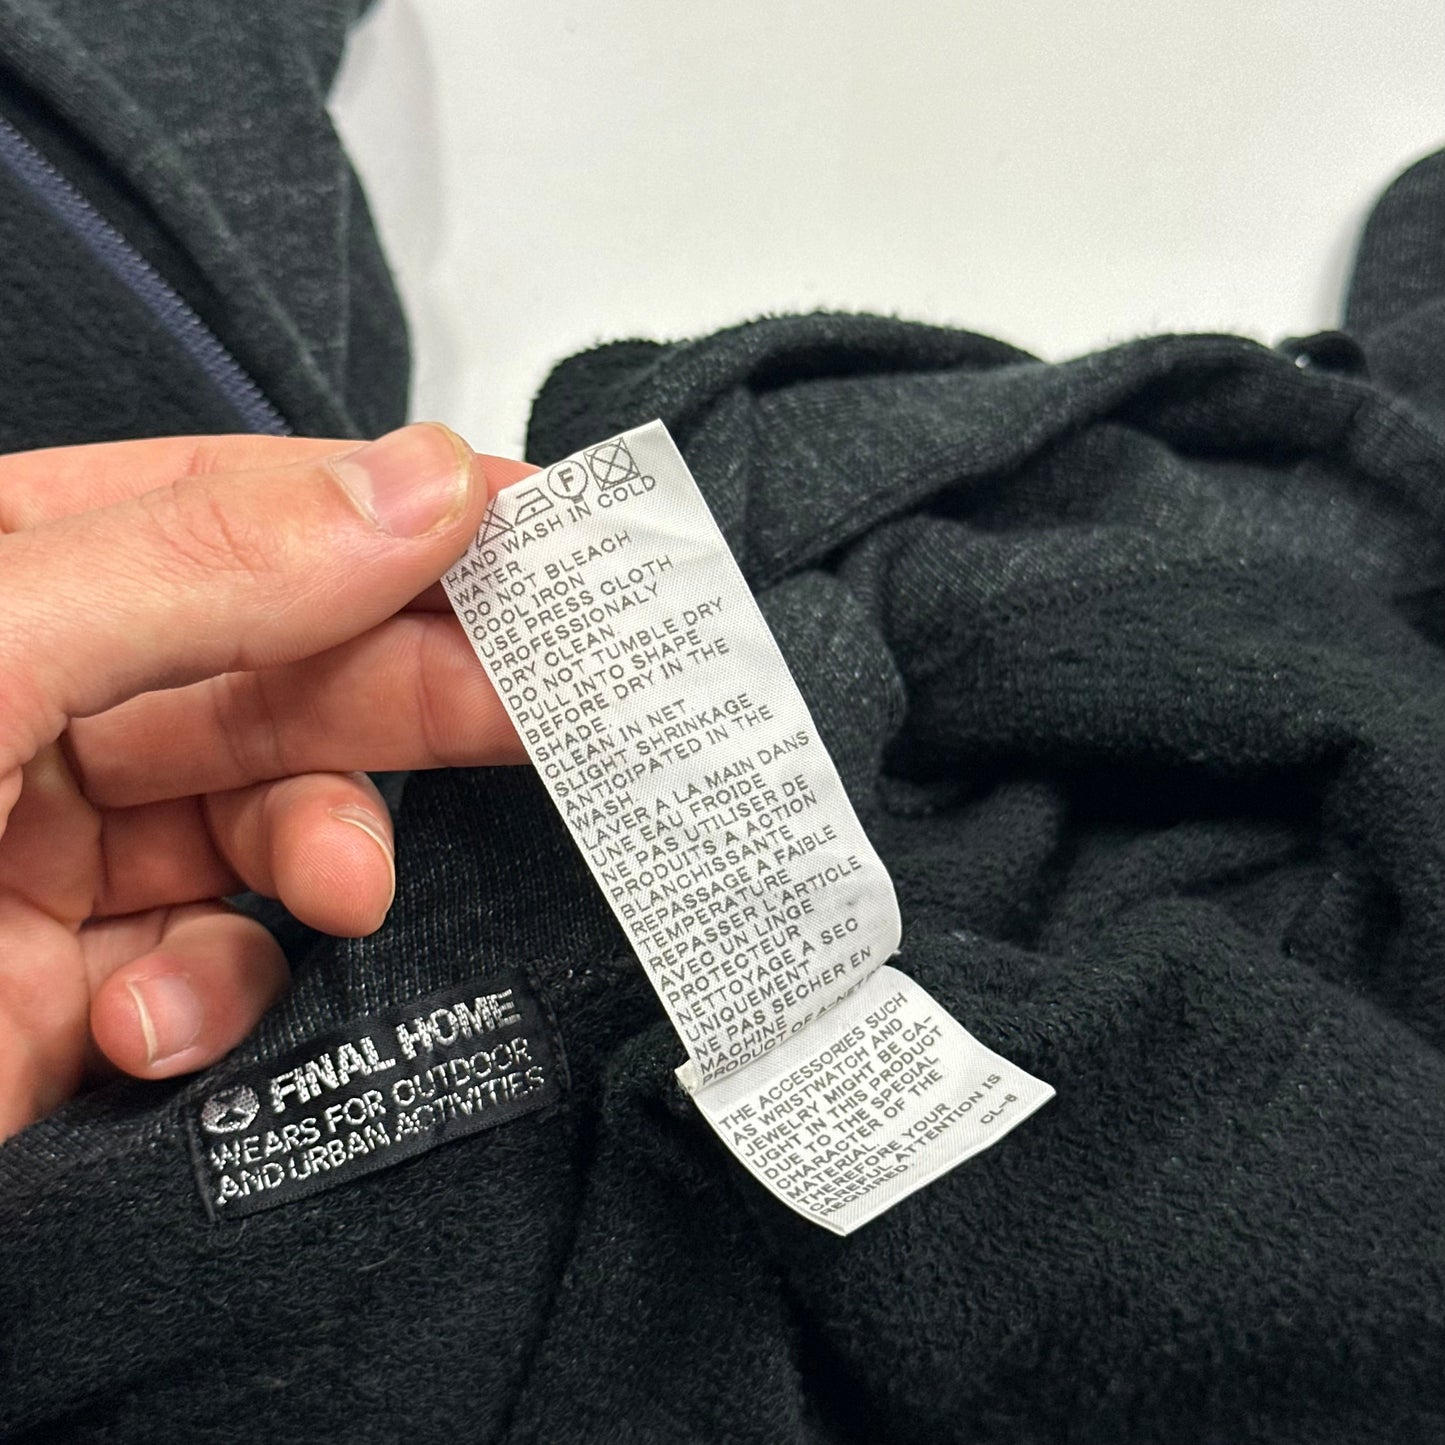 F
HAND WASH IN COLD
WATER
DO NOT BLEACH
COOL IRON
USE PRESS CLOTH
PROFESSIONALY
DRY CLEAN
DO NOT TUMBLE DRY
PULL INTO SHAPE
BEFORE DRY IN THE
SHADE
CLEAN IN NET
SLIGHT SHRINKAGE
ANTICIPATED IN THE
WASH
LAVER A LA MAIN DANS
UNE EAU FROIDE
NE PAS UTILISER DE
PRODUITS A ACTION
BLANCHISSANTE
REPASSAGE A FAIBLE
TEMPERATURE
REPASSER L'ARTICLE
AVEC UN LINGE
PROTECTEUR
NETTOYAGE A SEC
UNIQUEMENT
NE PAS SECHER EN
MACHINE
PRODUCT OF A-NET
THE ACCESSORIES SUCH
AS WRISTWATCH AND
JEWELRY MIGHT BE CA-
UGHT IN THIS PRODUCT
DUE TO THE SPECIAL
CHARACTER OF THE
MATERIAL.
THEREFORE YOUR
CAREFUL ATTENTION IS
REQUIRED.
CL-8
FINAL HOME
WEARS FOR OUTDOOR
AND URBAN ACTIVITIES